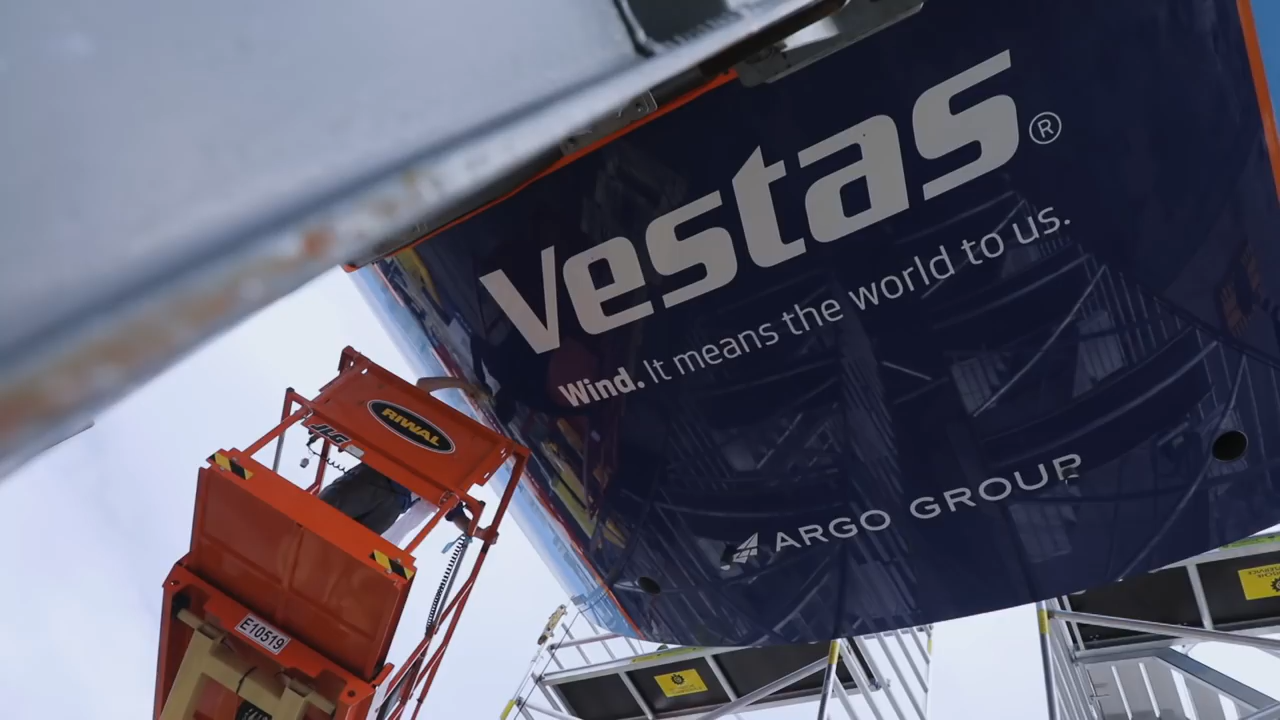 Vestas®
Wind. It means the world to us.
ARGO GROUP
RIWAL
JLG
E10519